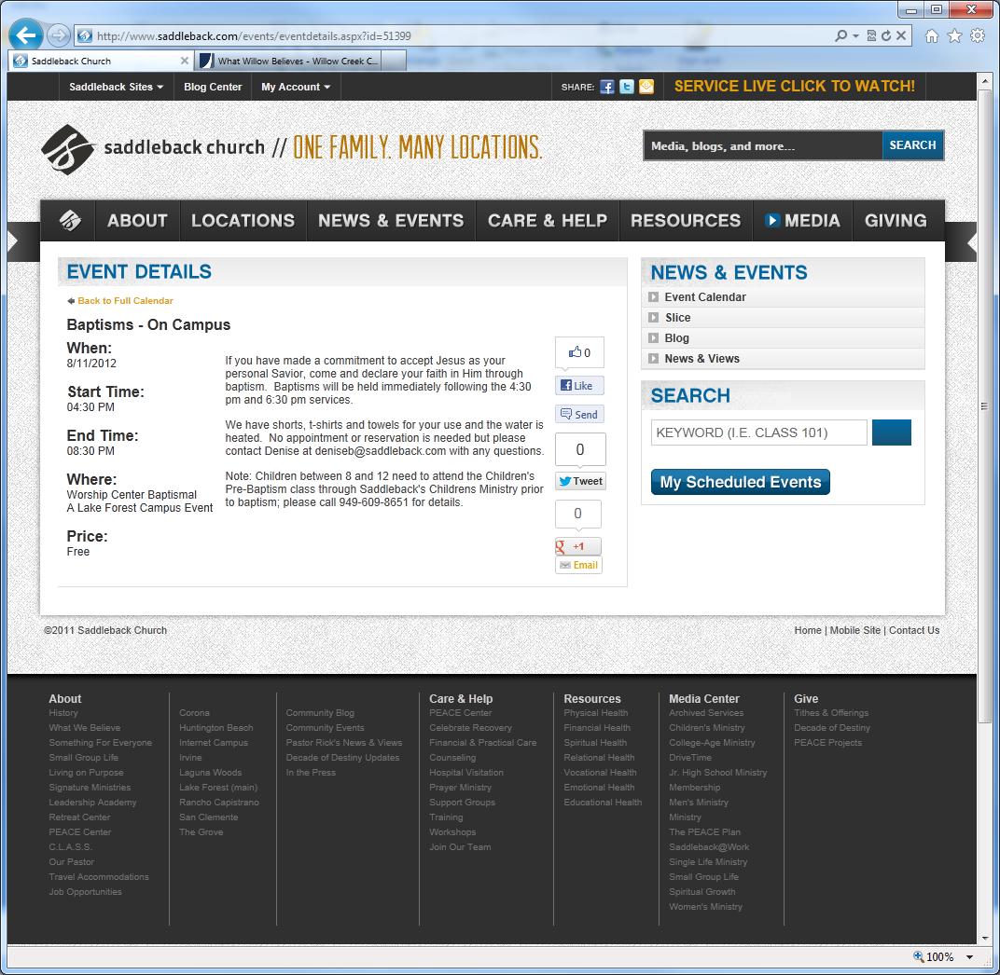 http://www.saddleback.com/events/eventdetails.aspx?id=51399
Saddleback Church
What Willow Believes - Willow Creek C...
Saddleback Sites
Blog Center
My Account
SHARE:
SERVICE LIVE CLICK TO WATCH!
saddleback church // ONE FAMILY. MANY LOCATIONS.
Media, blogs, and more...
SEARCH
ABOUT
LOCATIONS
NEWS & EVENTS
CARE & HELP
RESOURCES
MEDIA
GIVING
EVENT DETAILS
Back to Full Calendar
Baptisms - On Campus
When:
8/11/2012
Start Time:
04:30 PM
End Time:
08:30 PM
Where:
Worship Center Baptismal
A Lake Forest Campus Event
Price:
Free
If you have made a commitment to accept Jesus as your
personal Savior, come and declare your faith in Him through
baptism.  Baptisms will be held immediately following the 4:30
pm and 6:30 pm services.
We have shorts, t-shirts and towels for your use and the water is
heated.  No appointment or reservation is needed but please
contact Denise at deniseb@saddleback.com with any questions.
Note: Children between 8 and 12 need to attend the Children's
Pre-Baptism class through Saddleback's Childrens Ministry prior
to baptism; please call 949-609-8651 for details.
0
Like
Send
0
Tweet
0
+1
Email
NEWS & EVENTS
Event Calendar
Slice
Blog
News & Views
SEARCH
KEYWORD (I.E. CLASS 101)
My Scheduled Events
©2011 Saddleback Church
Home | Mobile Site | Contact Us
About
History
What We Believe
Something For Everyone
Small Group Life
Living on Purpose
Signature Ministries
Leadership Academy
Retreat Center
PEACE Center
C.L.A.S.S.
Our Pastor
Travel Accommodations
Job Opportunities
Corona
Huntington Beach
Internet Campus
Irvine
Laguna Woods
Lake Forest (main)
Rancho Capistrano
San Clemente
The Grove
Community Blog
Community Events
Pastor Rick's News & Views
Decade of Destiny Updates
In the Press
Care & Help
PEACE Center
Celebrate Recovery
Financial & Practical Care
Counseling
Hospital Visitation
Prayer Ministry
Support Groups
Training
Workshops
Join Our Team
Resources
Physical Health
Financial Health
Spiritual Health
Relational Health
Vocational Health
Emotional Health
Educational Health
Media Center
Archived Services
Children's Ministry
College-Age Ministry
DriveTime
Jr. High School Ministry
Membership
Men's Ministry
Ministry
The PEACE Plan
Saddleback@Work
Single Life Ministry
Small Group Life
Spiritual Growth
Women's Ministry
Give
Tithes & Offerings
Decade of Destiny
PEACE Projects
100%